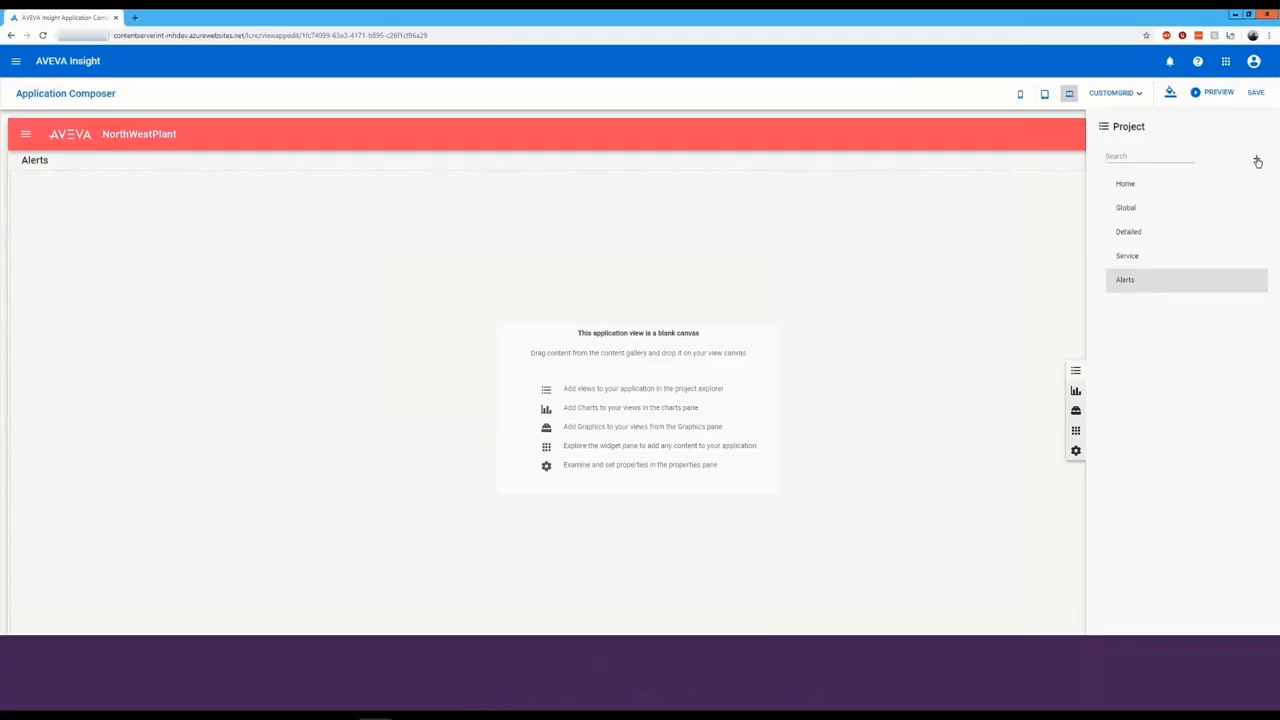 AVEVA Insight Application Comp
contentserverint-mhdev.azurewebsites.net/lcnc/viewappedit/1fc74099-63e3-4171-b895-c26f1cf86a29
AVEVA Insight
Application Composer
CUSTOMGRID
PREVIEW
SAVE
AVEVA NorthWestPlant
Alerts
Project
Search
Home
Global
Detailed
Service
Alerts
This application view is a blank canvas
Drag content from the content gallery and drop it on your view canvas
Add views to your application in the project explorer
Add Charts to your views in the charts pane
Add Graphics to your views from the Graphics pane
Explore the widget pane to add any content to your application
Examine and set properties in the properties pane